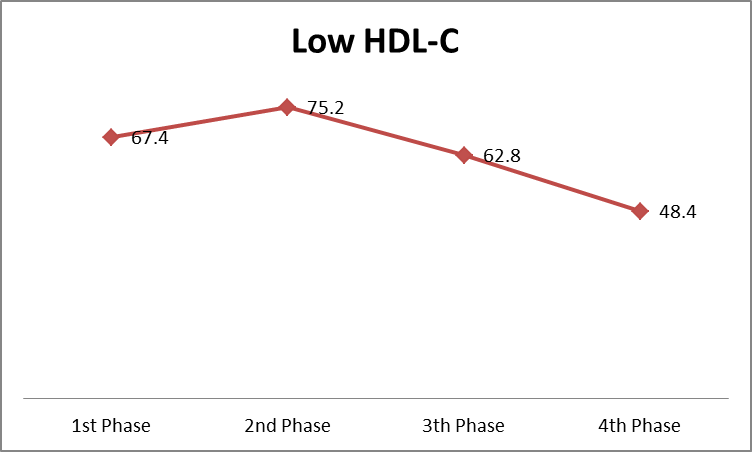 Low HDL-C
67.4
75.2
62.8
48.4
1st Phase
2nd Phase
3th Phase
4th Phase